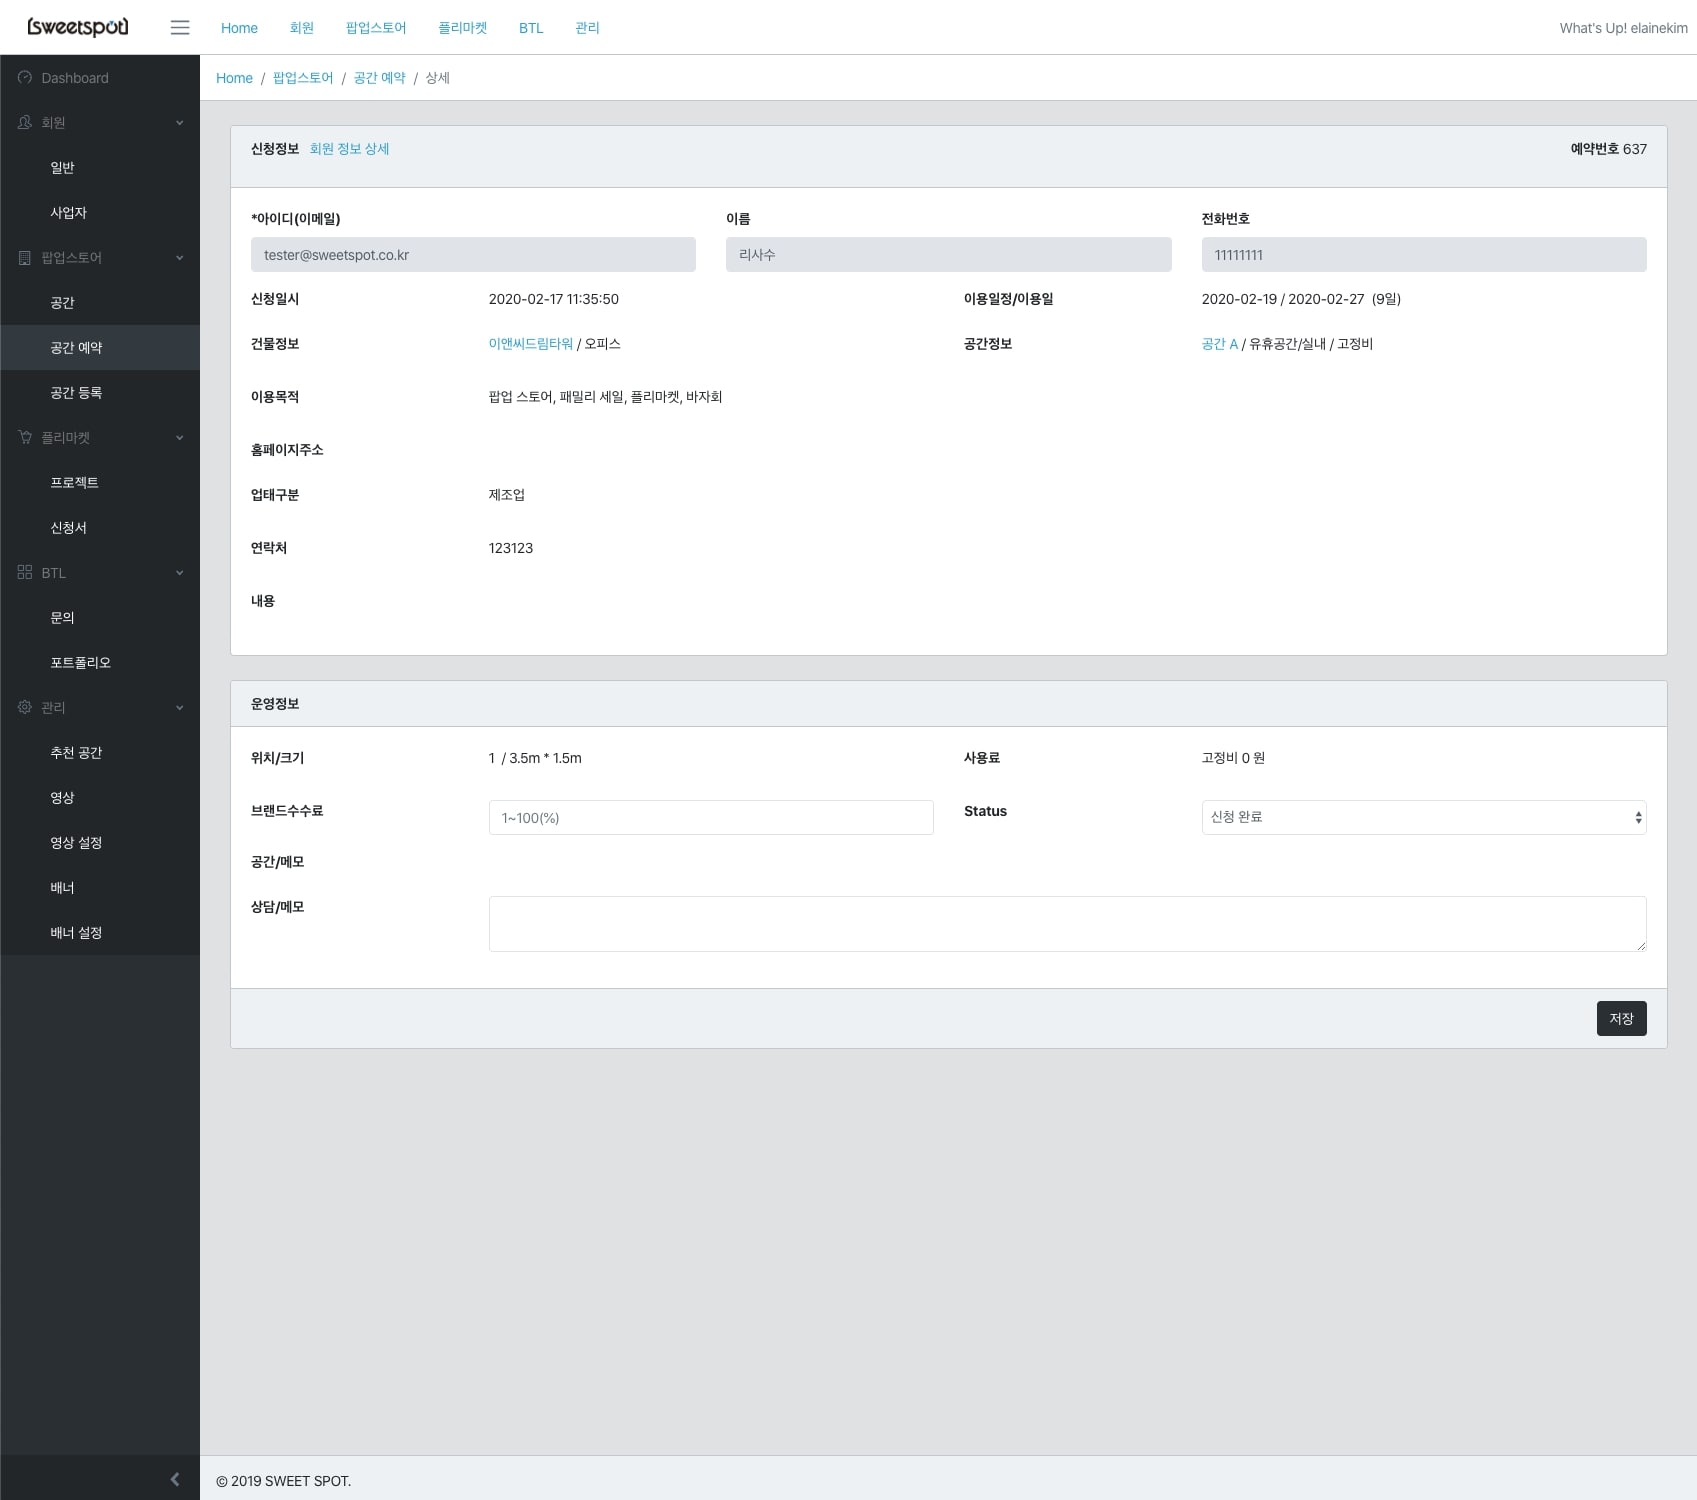 [sweetspot]
Home 회원 팝업스토어 플리마켓 BTL 관리
What's Up! elainekim
Dashboard
회원
일반
사업자
팝업스토어
공간
공간 예약
공간 등록
플리마켓
프로젝트
신청서
BTL
문의
포트폴리오
관리
추천 공간
영상
영상 설정
배너
배너 설정
Home / 팝업스토어 / 공간 예약 / 상세
신청정보 회원 정보 상세
예약번호 637
*아이디(이메일) 이름 전화번호
tester@sweetspot.co.kr 리사수 11111111
신청일시 2020-02-17 11:35:50 이용일정/이용일 2020-02-19 / 2020-02-27 (9일)
건물정보 이앤씨드림타워 / 오피스 공간정보 공간 A / 유휴공간/실내 / 고정비
이용목적 팝업 스토어, 패밀리 세일, 플리마켓, 바자회
홈페이지주소
업태구분 제조업
연락처 123123
내용
운영정보
위치/크기 1 / 3.5m * 1.5m 사용료 고정비 0 원
브랜드수수료 1~100(%) Status 신청 완료
공간/메모
상담/메모
저장
© 2019 SWEET SPOT.